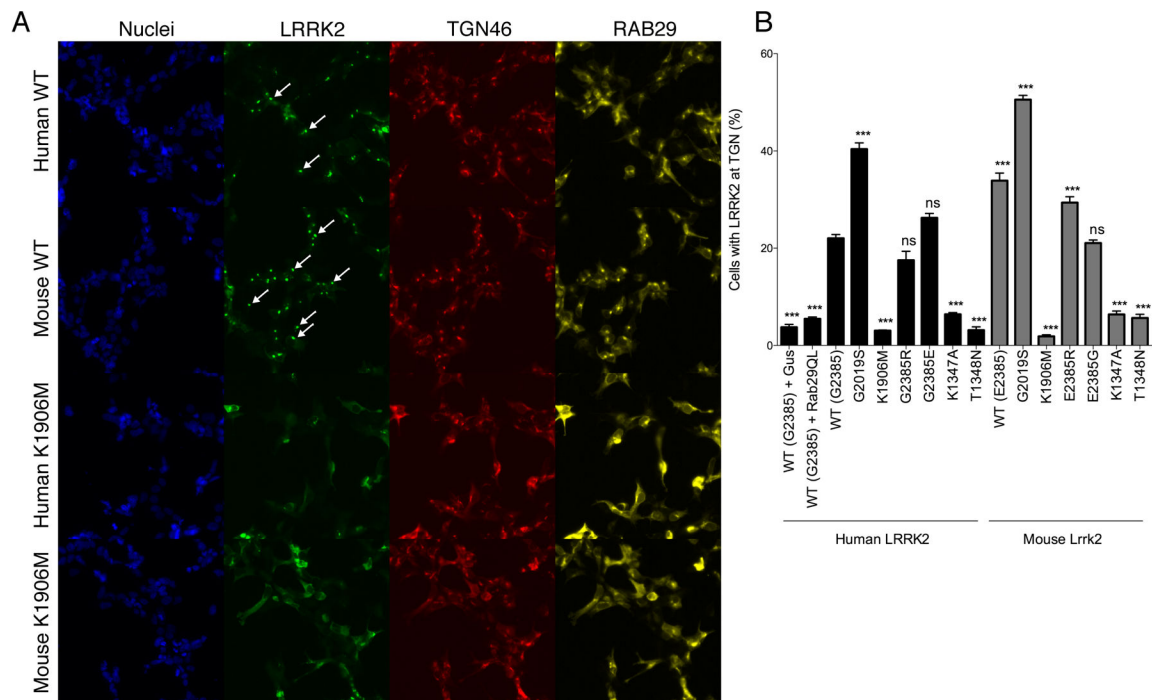 A
Nuclei LRRK2 TGN46 RAB29
Human WT
Mouse WT
Human K1906M
Mouse K1906M
B
Cells with LRRK2 at TGN (%)
60
40
20
0
*** *** *** *** ns ns *** *** *** *** *** *** ns *** ***
WT (G2385) + Gus
WT (G2385) + Rab29QL
WT (G2385)
G2019S
K1906M
G2385R
G2385E
K1347A
T1348N
WT (E2385)
G2019S
K1906M
E2385R
E2385G
K1347A
T1348N
Human LRRK2
Mouse Lrrk2